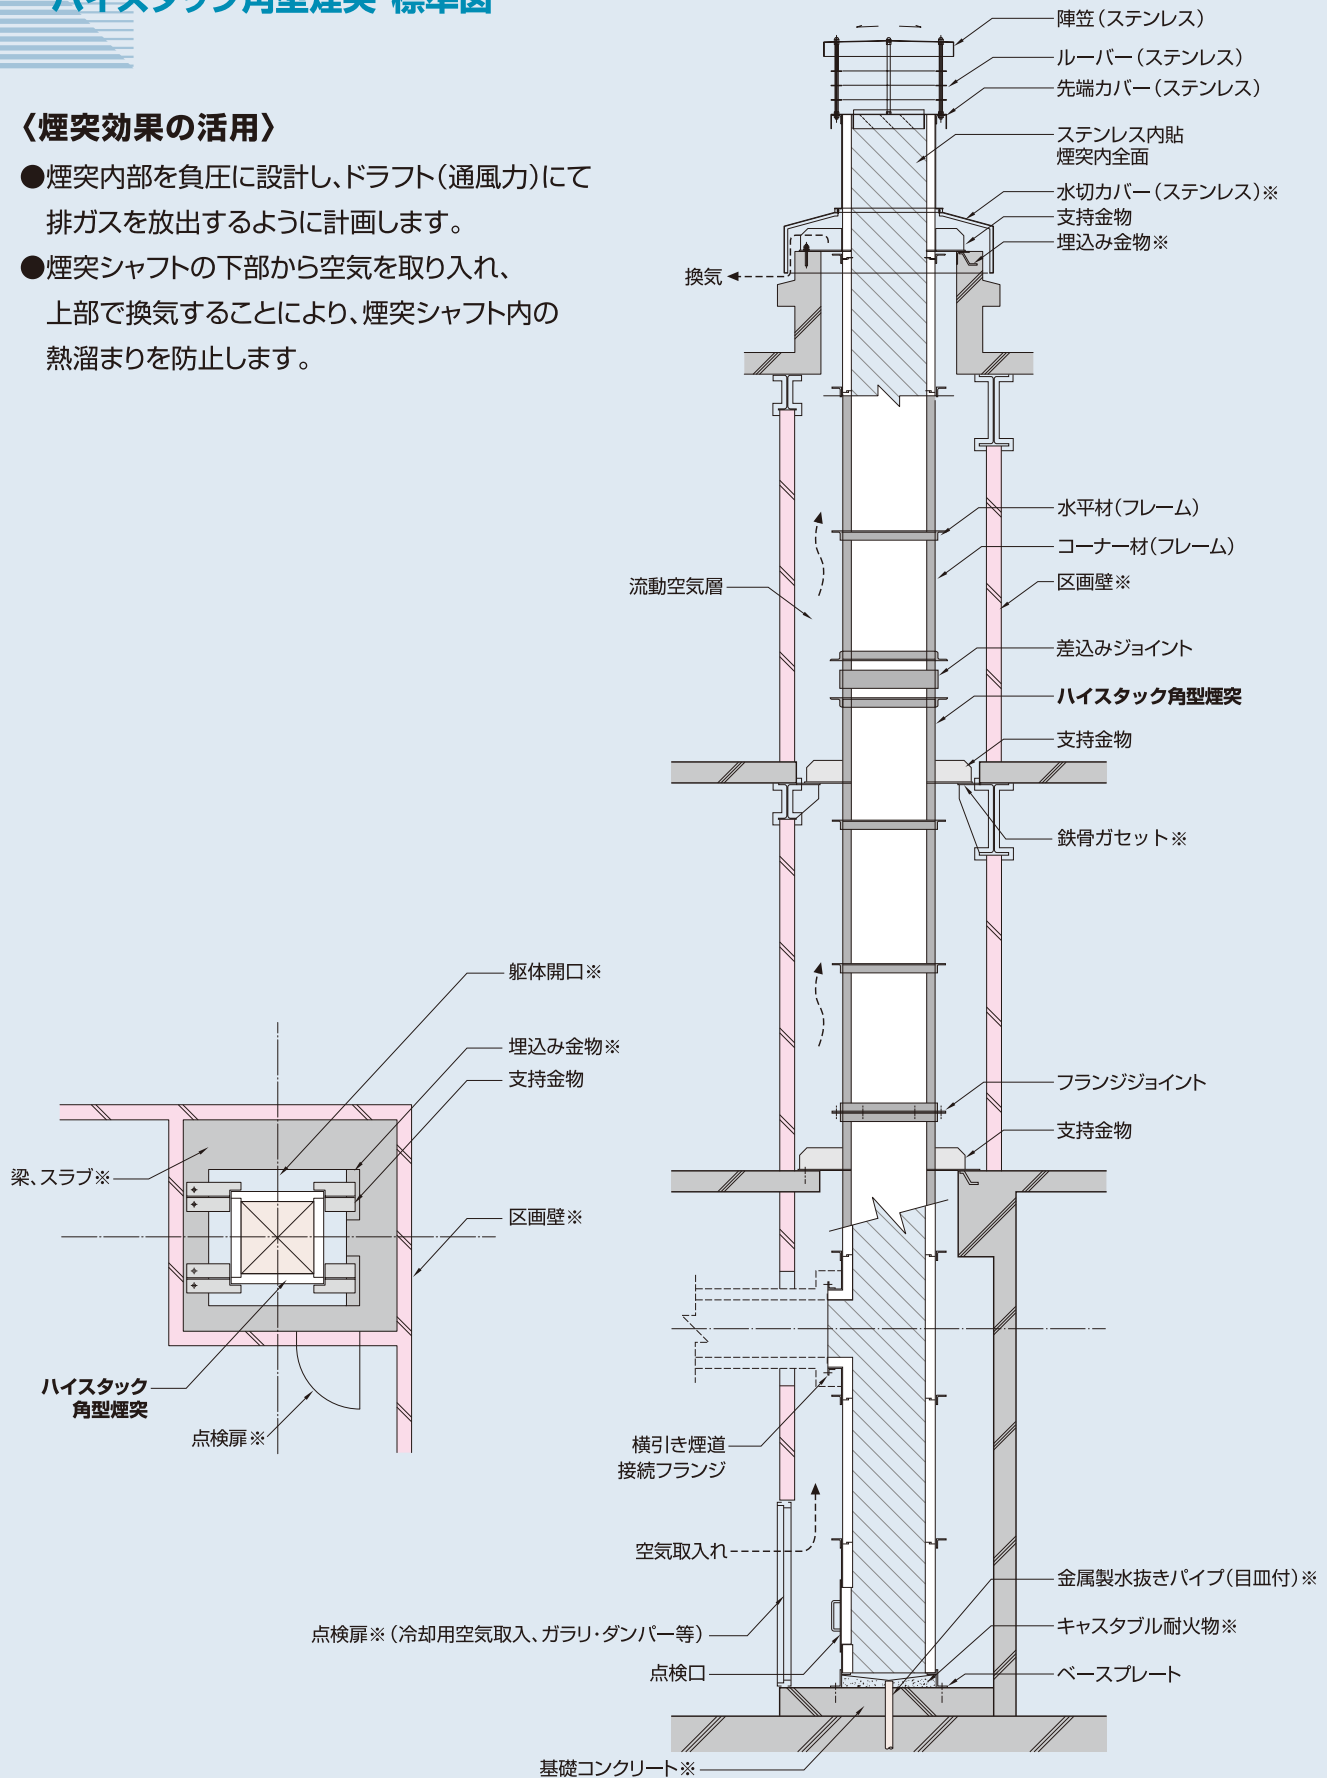 ハイスタック角型煙突 標準図
〈煙突効果の活用〉
●煙突内部を負圧に設計し、ドラフト(通風力)にて
排ガスを放出するように計画します。
●煙突シャフトの下部から空気を取り入れ、
上部で換気することにより、煙突シャフト内の
熱溜まりを防止します。
陣笠(ステンレス)
ルーバー(ステンレス)
先端カバー(ステンレス)
ステンレス内貼
煙突内全面
水切カバー(ステンレス)※
支持金物
埋込み金物※
換気
水平材(フレーム)
コーナー材(フレーム)
区画壁※
流動空気層
差込みジョイント
ハイスタック角型煙突
支持金物
鉄骨ガセット※
フランジジョイント
支持金物
躯体開口※
埋込み金物※
支持金物
梁、スラブ※
区画壁※
ハイスタック
角型煙突
点検扉※
横引き煙道
接続フランジ
空気取入れ
点検扉※(冷却用空気取入、ガラリ・ダンパー等)
点検口
金属製水抜きパイプ(目皿付)※
キャスタブル耐火物※
ベースプレート
基礎コンクリート※